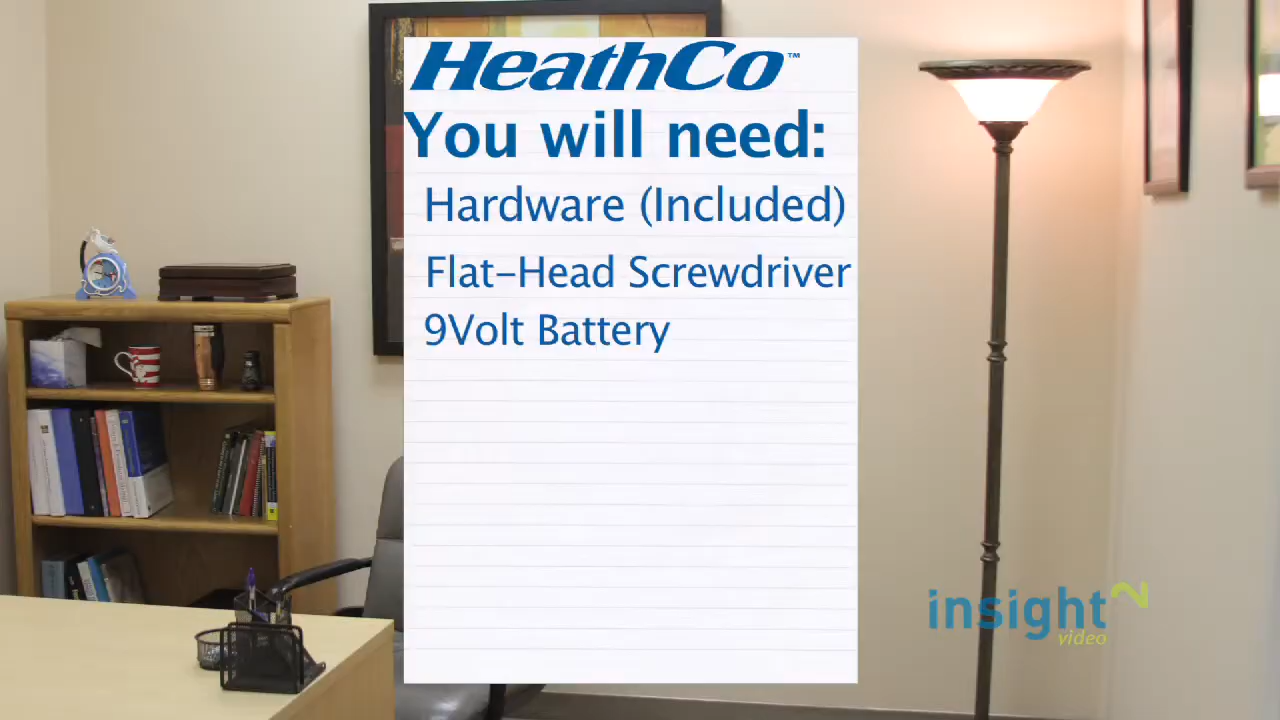 HeathCo™
You will need:
Hardware (Included)
Flat-Head Screwdriver
9Volt Battery
insight
video